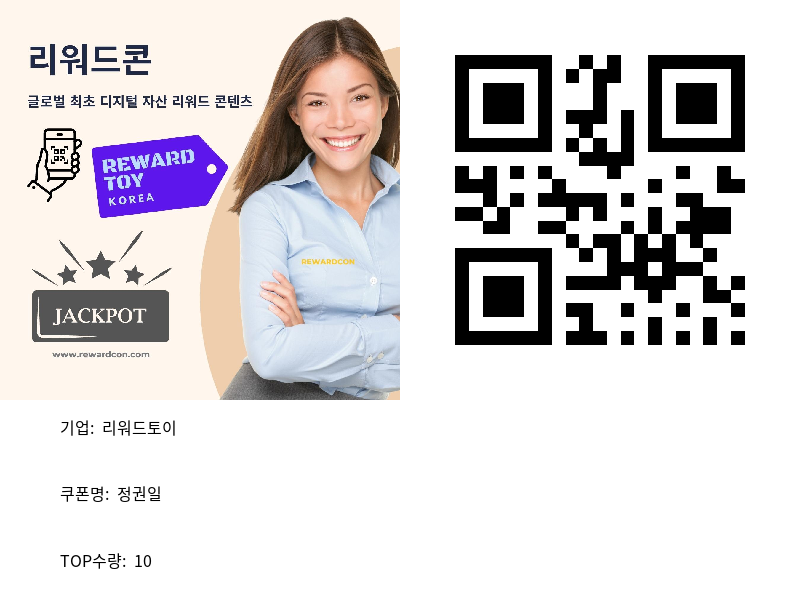 리워드콘
글로벌 최초 디지털 자산 리워드 콘텐츠
REWARD
TOY
KOREA
REWARDCON
JACKPOT
www.rewardcon.com
기업: 리워드토이
쿠폰명: 정권일
TOP수량: 10